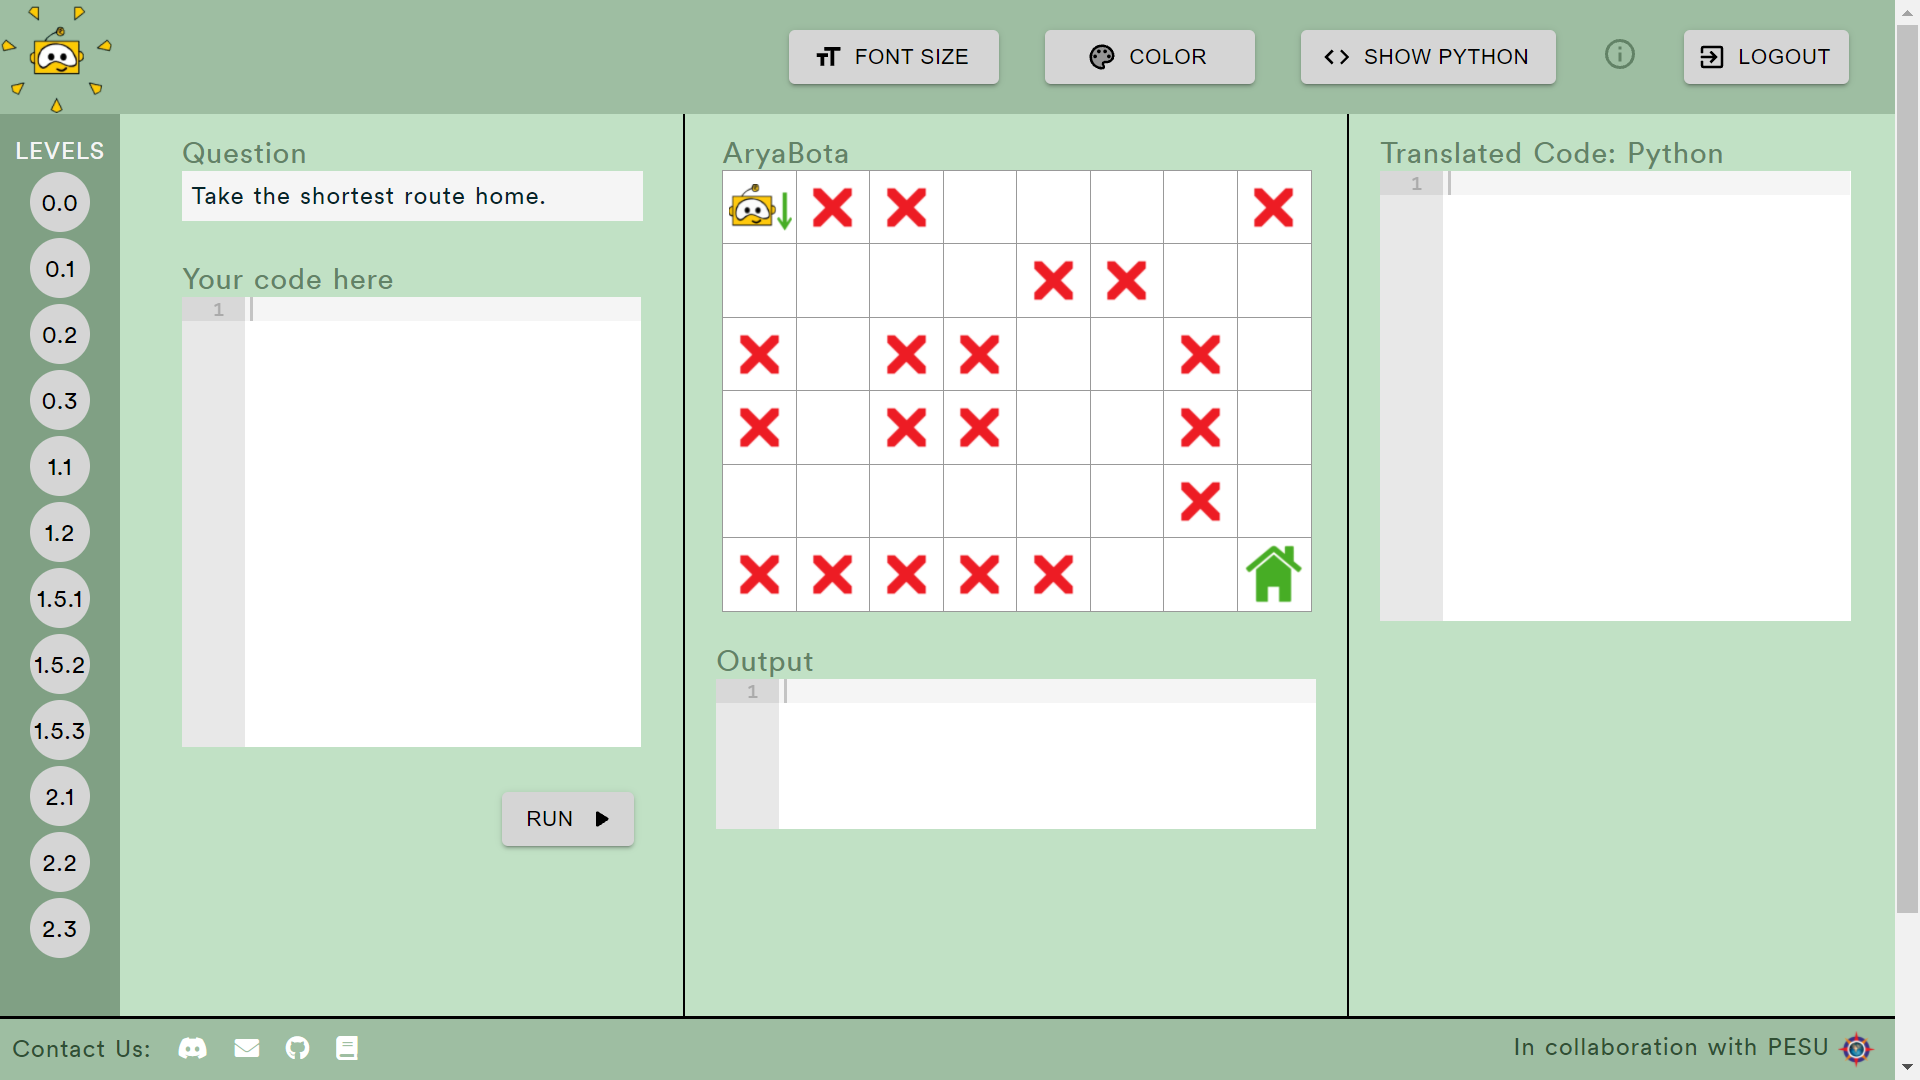 FONT SIZE
COLOR
SHOW PYTHON
LOGOUT
LEVELS
0.0
0.1
0.2
0.3
1.1
1.2
1.5.1
1.5.2
1.5.3
2.1
2.2
2.3
Question
Take the shortest route home.
Your code here
1
RUN
AryaBota
Output
1
Translated Code: Python
1
Contact Us:
In collaboration with PESU